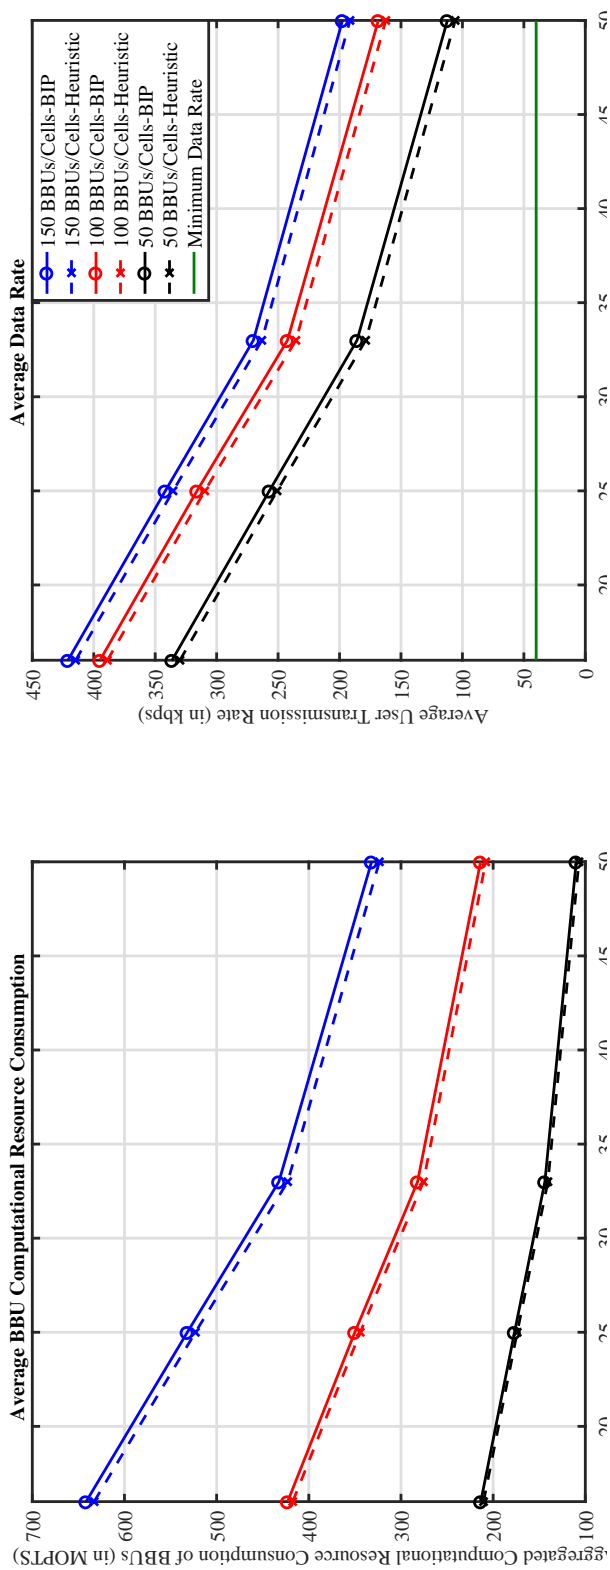 Average BBU Computational Resource Consumption
700
600
500
400
300
200
100
20
25
30
35
40
45
50
Aggregated Computational Resource Consumption of BBUs (in MOPTS)
Average Data Rate
450
400
350
300
250
200
150
100
50
0
20
25
30
35
40
45
50
Average User Transmission Rate (in kbps)
150 BBUs/Cells-BIP
150 BBUs/Cells-Heuristic
100 BBUs/Cells-BIP
100 BBUs/Cells-Heuristic
50 BBUs/Cells-BIP
50 BBUs/Cells-Heuristic
Minimum Data Rate